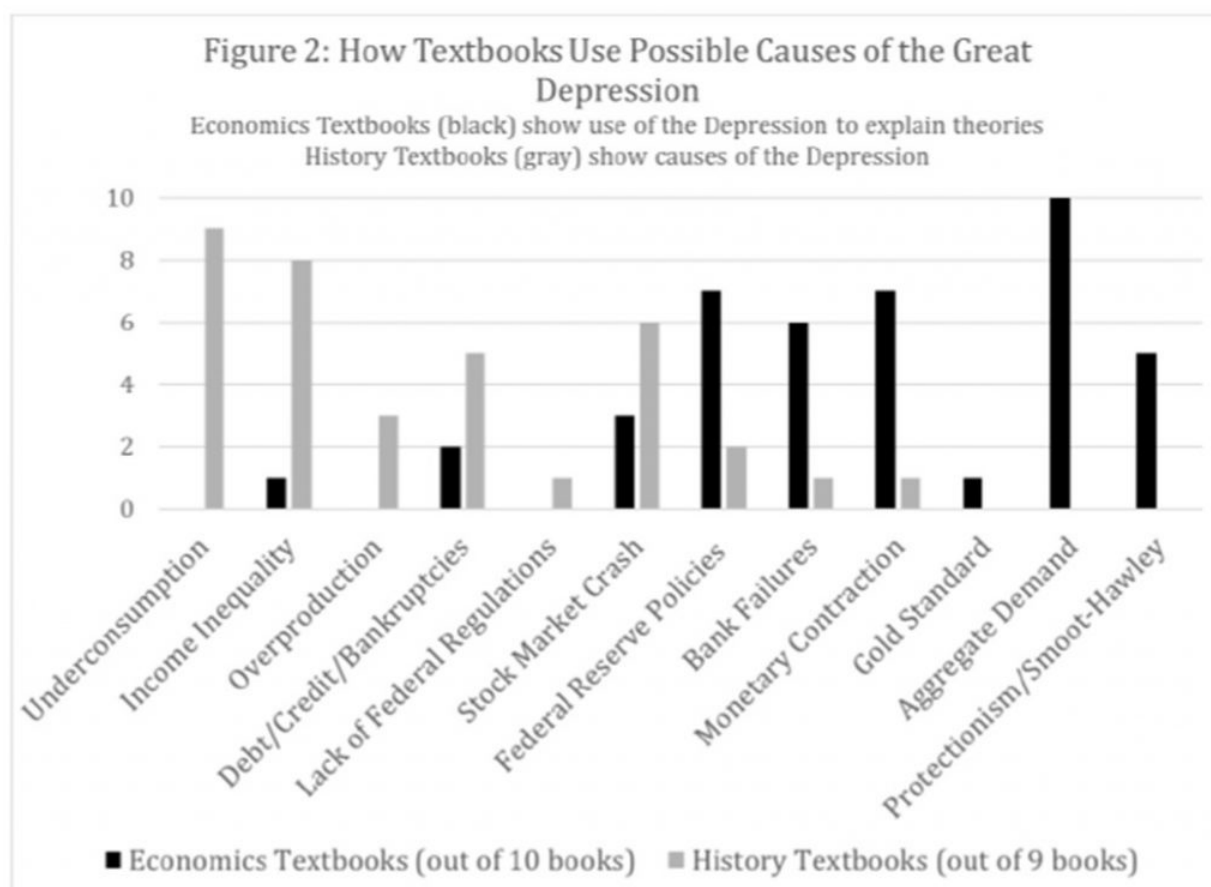 Figure 2: How Textbooks Use Possible Causes of the Great
Depression
Economics Textbooks (black) show use of the Depression to explain theories
History Textbooks (gray) show causes of the Depression
10
8
6
4
2
0
Underconsumption
Income Inequality
Overproduction
Debt/Credit/Bankruptcies
Lack of Federal Regulations
Stock Market Crash
Federal Reserve Policies
Bank Failures
Monetary Contraction
Gold Standard
Aggregate Demand
Protectionism/Smoot-Hawley
Economics Textbooks (out of 10 books) History Textbooks (out of 9 books)